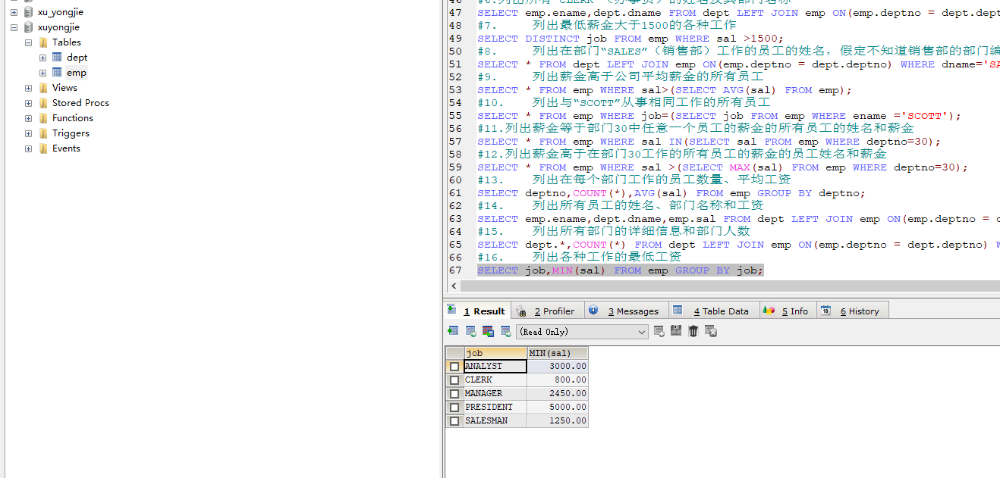 xu_yongjie
xuyongjie
Tables
dept
emp
Views
Stored Procs
Functions
Triggers
Events
46 #6.列出所有“CLERK”（办事员）的姓名及其部门名称
47 SELECT emp.ename,dept.dname FROM dept LEFT JOIN emp ON(emp.deptno = dept.dept
48 #7. 列出最低薪金大于1500的各种工作
49 SELECT DISTINCT job FROM emp WHERE sal >1500;
50 #8. 列出在部门“SALES”（销售部）工作的员工的姓名，假定不知道销售部的部门编
51 SELECT * FROM dept LEFT JOIN emp ON(emp.deptno = dept.deptno) WHERE dname='SA
52 #9. 列出薪金高于公司平均薪金的所有员工
53 SELECT * FROM emp WHERE sal>(SELECT AVG(sal) FROM emp);
54 #10. 列出与“SCOTT”从事相同工作的所有员工
55 SELECT * FROM emp WHERE job=(SELECT job FROM emp WHERE ename ='SCOTT');
56 #11.列出薪金等于部门30中任意一个员工的薪金的所有员工的姓名和薪金
57 SELECT * FROM emp WHERE sal IN(SELECT sal FROM emp WHERE deptno=30);
58 #12.列出薪金高于在部门30工作的所有员工的薪金的员工姓名和薪金
59 SELECT * FROM emp WHERE sal >(SELECT MAX(sal) FROM emp WHERE deptno=30);
60 #13. 列出在每个部门工作的员工数量、平均工资
61 SELECT deptno,COUNT(*),AVG(sal) FROM emp GROUP BY deptno;
62 #14. 列出所有员工的姓名、部门名称和工资
63 SELECT emp.ename,dept.dname,emp.sal FROM dept LEFT JOIN emp ON(emp.deptno =
64 #15. 列出所有部门的详细信息和部门人数
65 SELECT dept.*,COUNT(*) FROM dept LEFT JOIN emp ON(emp.deptno = dept.deptno)
66 #16. 列出各种工作的最低工资
67 SELECT job,MIN(sal) FROM emp GROUP BY job;
1 Result 2 Profiler 3 Messages 4 Table Data 5 Info 6 History
(Read Only)
job MIN(sal)
ANALYST 3000.00
CLERK 800.00
MANAGER 2450.00
PRESIDENT 5000.00
SALESMAN 1250.00